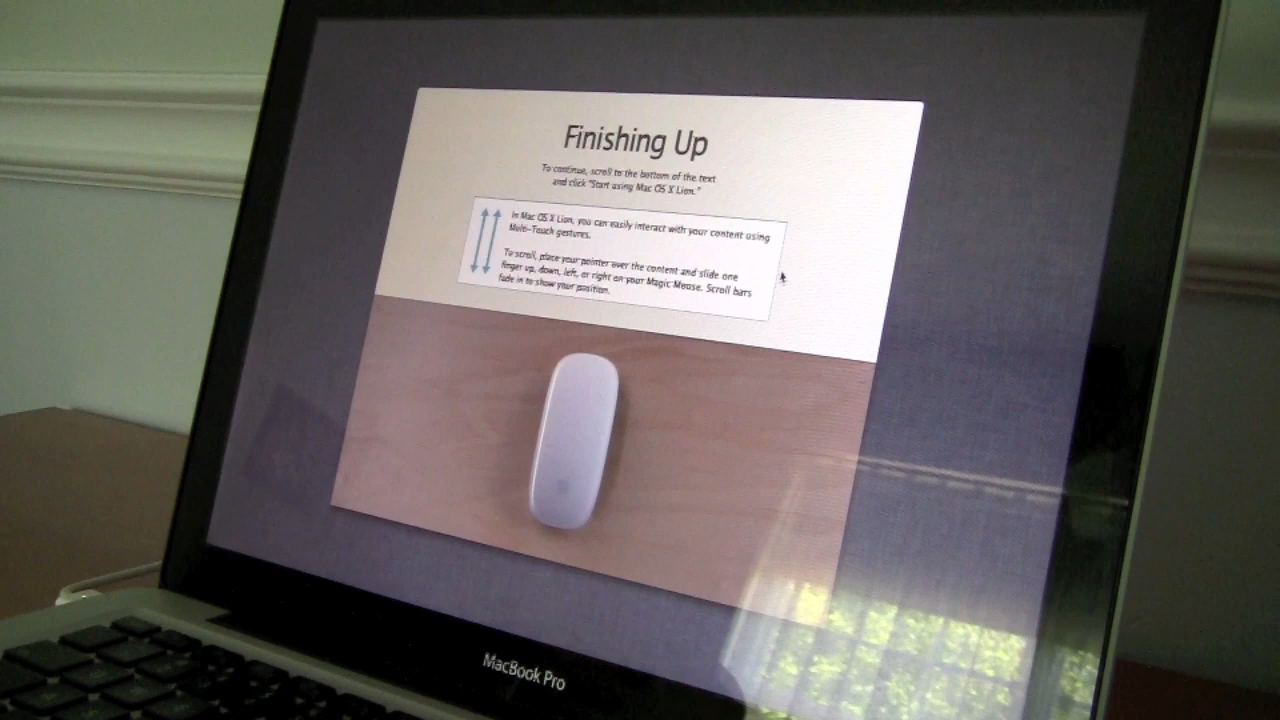 Finishing Up
To continue, scroll to the bottom of the text
and click "Start using Mac OS X Lion."
In Mac OS X Lion, you can easily interact with your content using
Multi-Touch gestures.
To scroll, place your pointer over the content and slide one
finger up, down, left, or right on your Magic Mouse. Scroll bars
fade in to show your position.
MacBook Pro